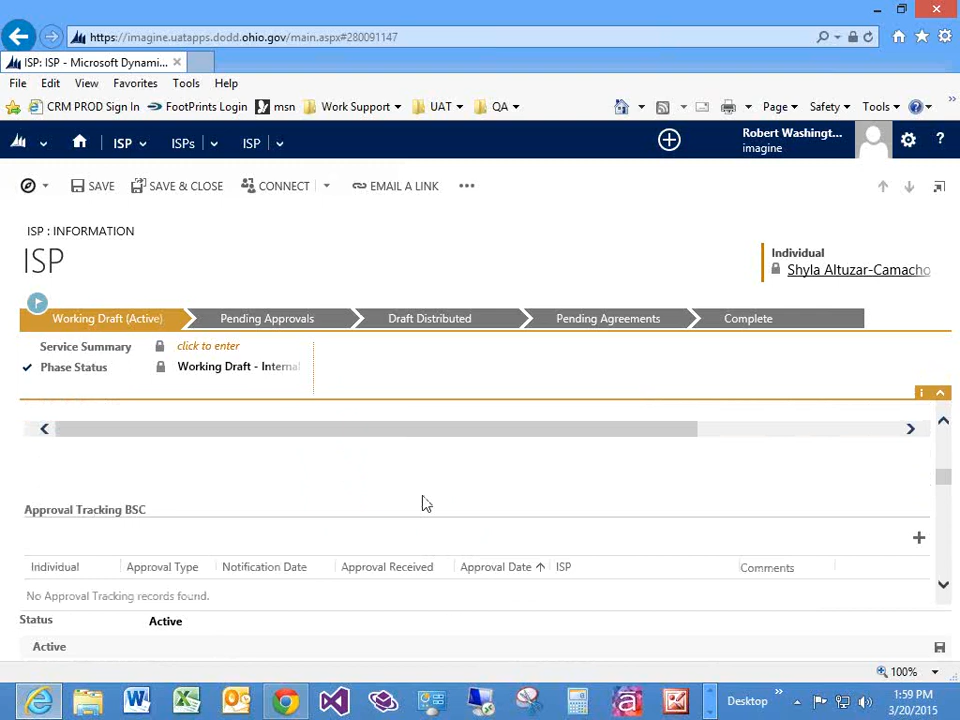 https://imagine.uatapps.dodd.ohio.gov/main.aspx#280091147
ISP: ISP - Microsoft Dynami...
File Edit View Favorites Tools Help
CRM PROD Sign In FootPrints Login msn Work Support UAT QA Page Safety Tools
ISP ISPs ISP Robert Washingt...
imagine
SAVE SAVE & CLOSE CONNECT EMAIL A LINK
ISP : INFORMATION
ISP
Individual
Shyla Altuzar-Camacho
Working Draft (Active) Pending Approvals Draft Distributed Pending Agreements Complete
Service Summary click to enter
Phase Status Working Draft - Interna
Approval Tracking BSC
Individual Approval Type Notification Date Approval Received Approval Date ISP Comments
No Approval Tracking records found.
Status Active
Active
100%
Desktop
1:59 PM
3/20/2015